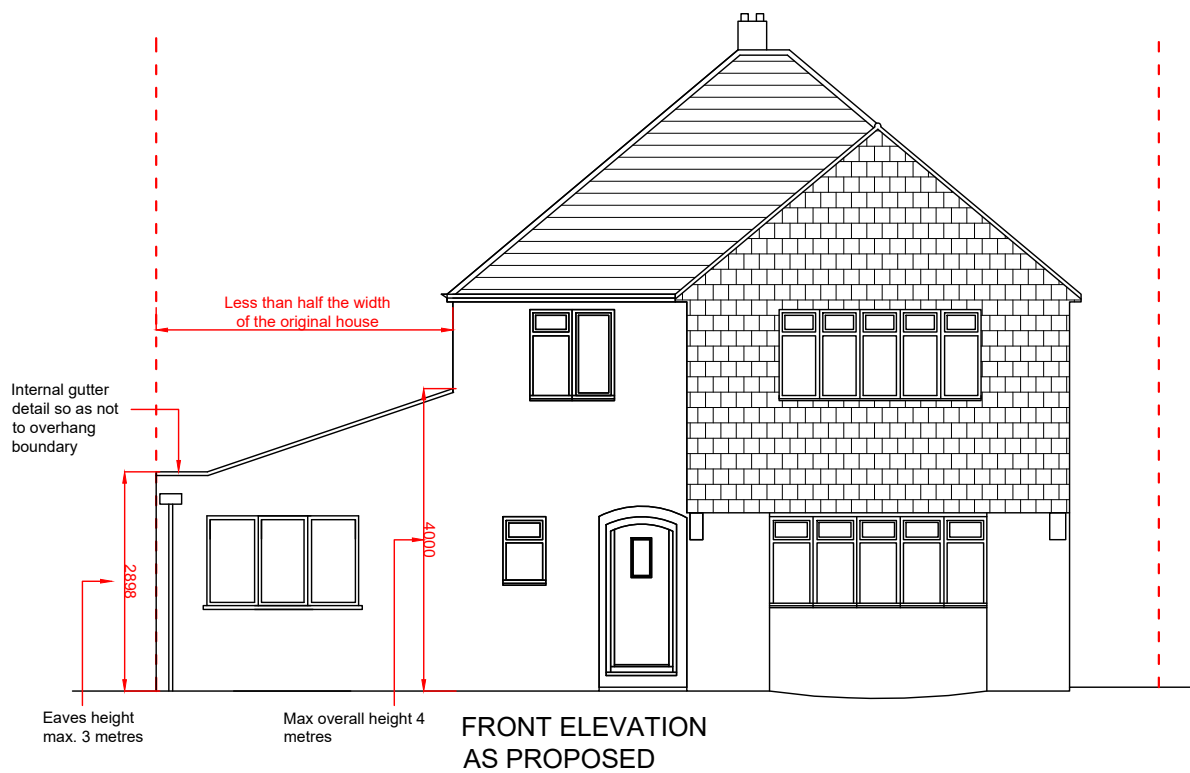 Less than half the width
of the original house
Internal gutter
detail so as not
to overhang
boundary
2898
4000
Eaves height
max. 3 metres
Max overall height 4
metres
FRONT ELEVATION
AS PROPOSED